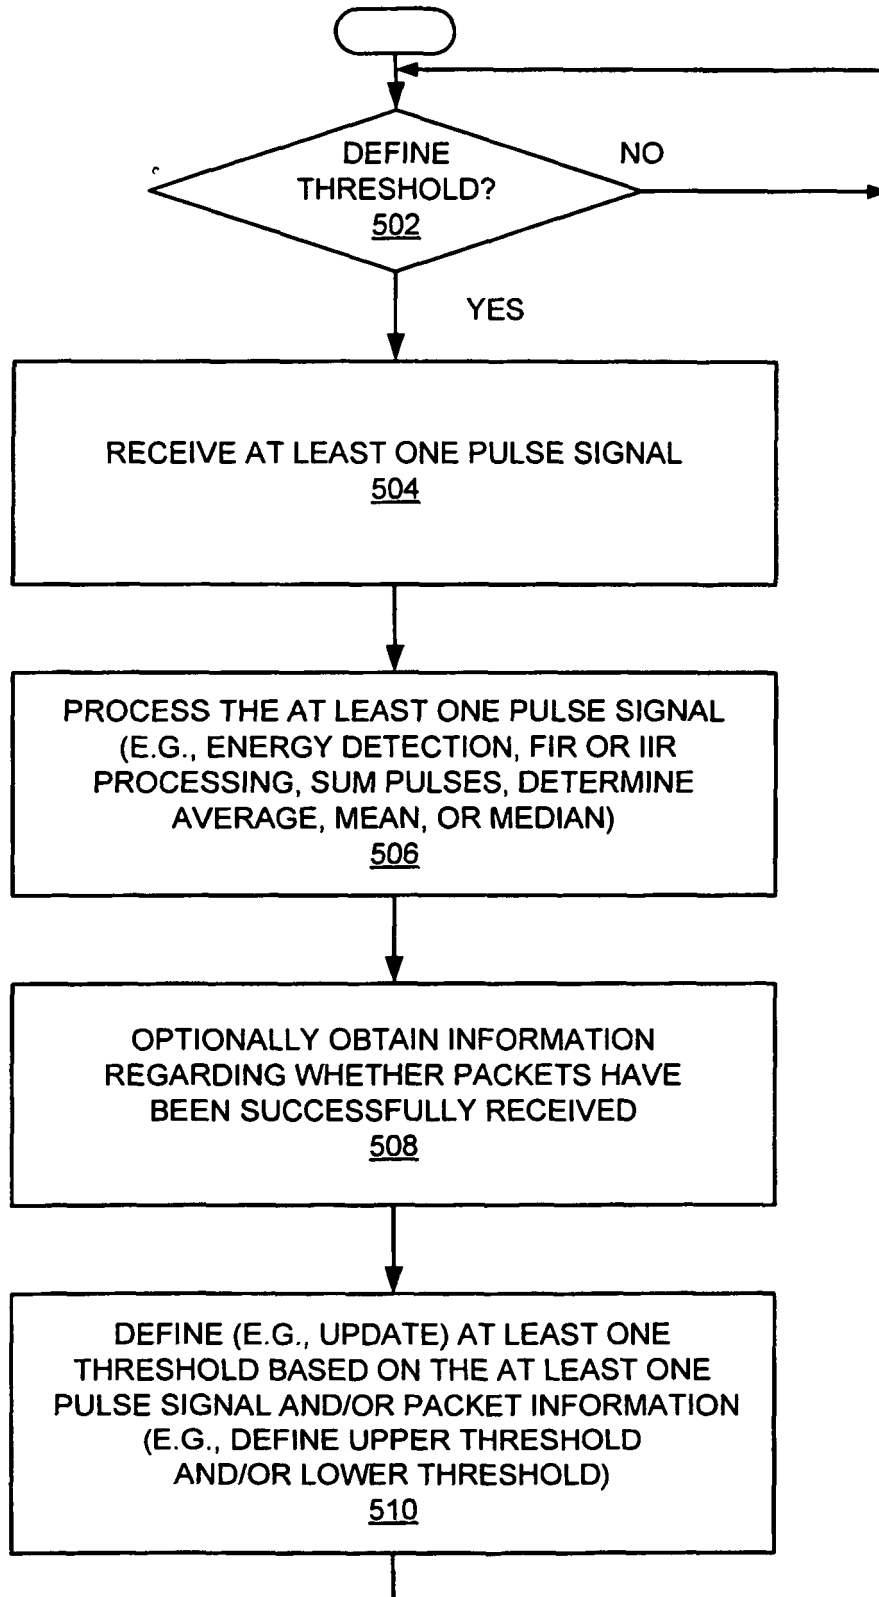 DEFINE
THRESHOLD?
502
NO
YES
RECEIVE AT LEAST ONE PULSE SIGNAL
504
PROCESS THE AT LEAST ONE PULSE SIGNAL
(E.G., ENERGY DETECTION, FIR OR IIR
PROCESSING, SUM PULSES, DETERMINE
AVERAGE, MEAN, OR MEDIAN)
506
OPTIONALLY OBTAIN INFORMATION
REGARDING WHETHER PACKETS HAVE
BEEN SUCCESSFULLY RECEIVED
508
DEFINE (E.G., UPDATE) AT LEAST ONE
THRESHOLD BASED ON THE AT LEAST ONE
PULSE SIGNAL AND/OR PACKET INFORMATION
(E.G., DEFINE UPPER THRESHOLD
AND/OR LOWER THRESHOLD)
510